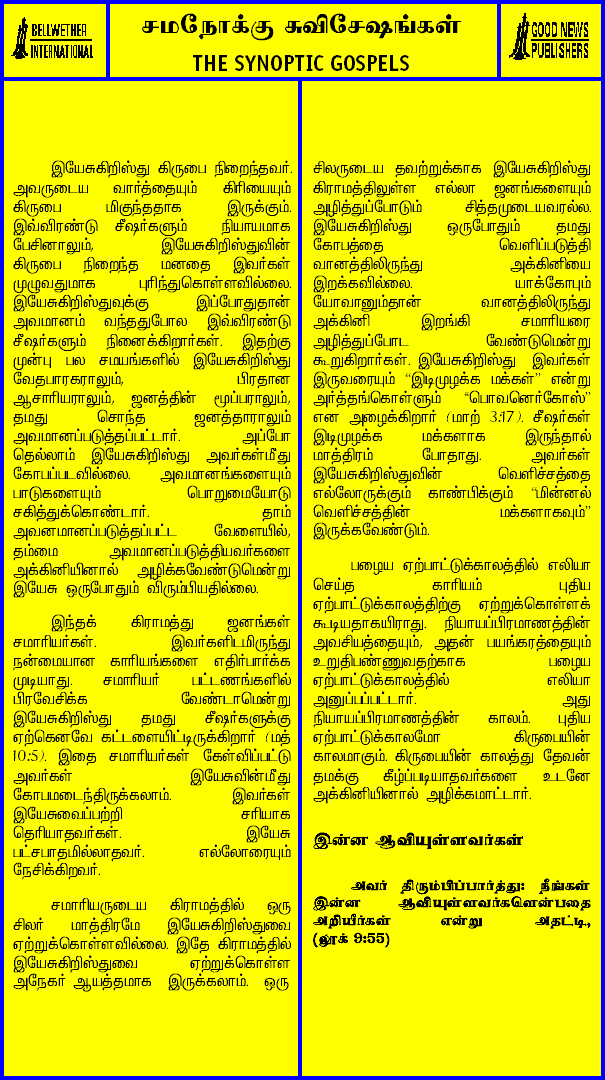 BELLWETHER
INTERNATIONAL
சமநோக்கு சுவிசேஷங்கள்
THE SYNOPTIC GOSPELS
GOOD NEWS
PUBLISHERS
இயேசுகிறிஸ்து கிருபை நிறைந்தவர்.
அவருடைய வார்த்தையும் கிரியையும்
கிருபை மிகுந்ததாக இருக்கும்.
இவ்விரண்டு சீஷர்களும் நியாயமாக
பேசினாலும், இயேசுகிறிஸ்துவின்
கிருபை நிறைந்த மனதை இவர்கள்
முழுவதுமாக புரிந்துகொள்ளவில்லை.
இயேசுகிறிஸ்துவுக்கு இப்போதுதான்
அவமானம் வந்ததுபோல இவ்விரண்டு
சீஷர்களும் நினைக்கிறார்கள். இதற்கு
முன்பு பல சமயங்களில் இயேசுகிறிஸ்து
வேதபாரகராலும், பிரதான
ஆசாரியராலும், ஜனத்தின் மூப்பராலும்,
தமது சொந்த ஜனத்தாராலும்
அவமானப்படுத்தப்பட்டார். அப்போ
தெல்லாம் இயேசுகிறிஸ்து அவர்கள்மீது
கோபப்படவில்லை. அவமானங்களையும்
பாடுகளையும் பொறுமையோடு
சகித்துக்கொண்டார். தாம்
அவனமானப்படுத்தப்பட்ட வேளையில்,
தம்மை அவமானப்படுத்தியவர்களை
அக்கினியினால் அழிக்கவேண்டுமென்று
இயேசு ஒருபோதும் விரும்பியதில்லை.
இந்தக் கிராமத்து ஜனங்கள்
சமாரியர்கள். இவர்களிடமிருந்து
நன்மையான காரியங்களை எதிர்பார்க்க
முடியாது. சமாரியர் பட்டணங்களில்
பிரவேசிக்க வேண்டாமென்று
இயேசுகிறிஸ்து தமது சீஷர்களுக்கு
ஏற்கெனவே கட்டளையிட்டிருக்கிறார் (மத்
10:5). இதை சமாரியர்கள் கேள்விப்பட்டு
அவர்கள் இயேசுவின்மீது
கோபமடைந்திருக்கலாம். இவர்கள்
இயேசுவைப்பற்றி சரியாக
தெரியாதவர்கள். இயேசு
பட்சபாதமில்லாதவர். எல்லோரையும்
நேசிக்கிறவர்.
சமாரியருடைய கிராமத்தில் ஒரு
சிலர் மாத்திரமே இயேசுகிறிஸ்துவை
ஏற்றுக்கொள்ளவில்லை. இதே கிராமத்தில்
இயேசுகிறிஸ்துவை ஏற்றுக்கொள்ள
அநேகர் ஆயத்தமாக இருக்கலாம். ஒரு
சிலருடைய தவற்றுக்காக இயேசுகிறிஸ்து
கிராமத்திலுள்ள எல்லா ஜனங்களையும்
அழித்துப்போடும் சித்தமுடையவரல்ல.
இயேசுகிறிஸ்து ஒருபோதும் தமது
கோபத்தை வெளிப்படுத்தி
வானத்திலிருந்து அக்கினியை
இறக்கவில்லை. யாக்கோபும்
யோவானும்தான் வானத்திலிருந்து
அக்கினி இறங்கி சமாரியரை
அழித்துப்போட வேண்டுமென்று
கூறுகிறார்கள். இயேசுகிறிஸ்து இவர்கள்
இருவரையும் “இடிமுழக்க மக்கள்” என்று
அர்த்தங்கொள்ளும் “பொவனெர்கேஸ்”
என அழைக்கிறார் (மாற் 3:17). சீஷர்கள்
இடிமுழக்க மக்களாக இருந்தால்
மாத்திரம் போதாது. அவர்கள்
இயேசுகிறிஸ்துவின் வெளிச்சத்தை
எல்லோருக்கும் காண்பிக்கும் “மின்னல்
வெளிச்சத்தின் மக்களாகவும்”
இருக்கவேண்டும்.
பழைய ஏற்பாட்டுக்காலத்தில் எலியா
செய்த காரியம் புதிய
ஏற்பாட்டுக்காலத்திற்கு ஏற்றுக்கொள்ளக்
கூடியதாகயிராது. நியாயப்பிரமாணத்தின்
அவசியத்தையும், அதன் பயங்கரத்தையும்
உறுதிபண்ணுவதற்காக பழைய
ஏற்பாட்டுக்காலத்தில் எலியா
அனுப்பப்பட்டார். அது
நியாயப்பிரமாணத்தின் காலம். புதிய
ஏற்பாட்டுக்காலமோ கிருபையின்
காலமாகும். கிருபையின் காலத்து தேவன்
தமக்கு கீழ்ப்படியாதவர்களை உடனே
அக்கினியினால் அழிக்கமாட்டார்.
இன்ன ஆவியுள்ளவர்கள்
அவர் திரும்பிப்பார்த்து: நீங்கள்
இன்ன ஆவியுள்ளவர்களென்பதை
அறியீர்கள் என்று அதட்டி,
(லூக் 9:55)